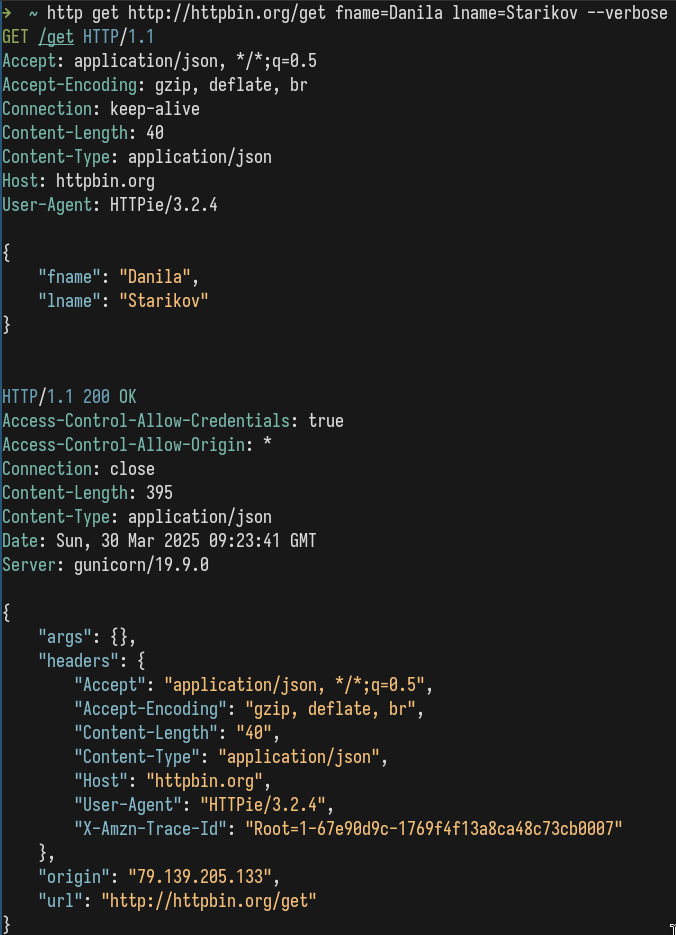 ➜  ~ http get http://httpbin.org/get fname=Danila lname=Starikov --verbose
GET /get HTTP/1.1
Accept: application/json, */*;q=0.5
Accept-Encoding: gzip, deflate, br
Connection: keep-alive
Content-Length: 40
Content-Type: application/json
Host: httpbin.org
User-Agent: HTTPie/3.2.4

{
    "fname": "Danila",
    "lname": "Starikov"
}


HTTP/1.1 200 OK
Access-Control-Allow-Credentials: true
Access-Control-Allow-Origin: *
Connection: close
Content-Length: 395
Content-Type: application/json
Date: Sun, 30 Mar 2025 09:23:41 GMT
Server: gunicorn/19.9.0

{
    "args": {},
    "headers": {
        "Accept": "application/json, */*;q=0.5",
        "Accept-Encoding": "gzip, deflate, br",
        "Content-Length": "40",
        "Content-Type": "application/json",
        "Host": "httpbin.org",
        "User-Agent": "HTTPie/3.2.4",
        "X-Amzn-Trace-Id": "Root=1-67e90d9c-1769f4f13a8ca48c73cb0007"
    },
    "origin": "79.139.205.133",
    "url": "http://httpbin.org/get"
}